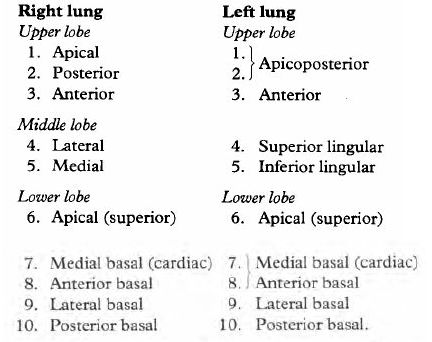 Right lung
Upper lobe
1. Apical
2. Posterior
3. Anterior
Middle lobe
4. Lateral
5. Medial
Lower lobe
6. Apical (superior)
7. Medial basal (cardiac)
8. Anterior basal
9. Lateral basal
10. Posterior basal
Left lung
Upper lobe
1.
2.
Apicoposterior
3. Anterior
4. Superior lingular
5. Inferior lingular
Lower lobe
6. Apical (superior)
7. Medial basal (cardiac)
8. Anterior basal
9. Lateral basal
10. Posterior basal.